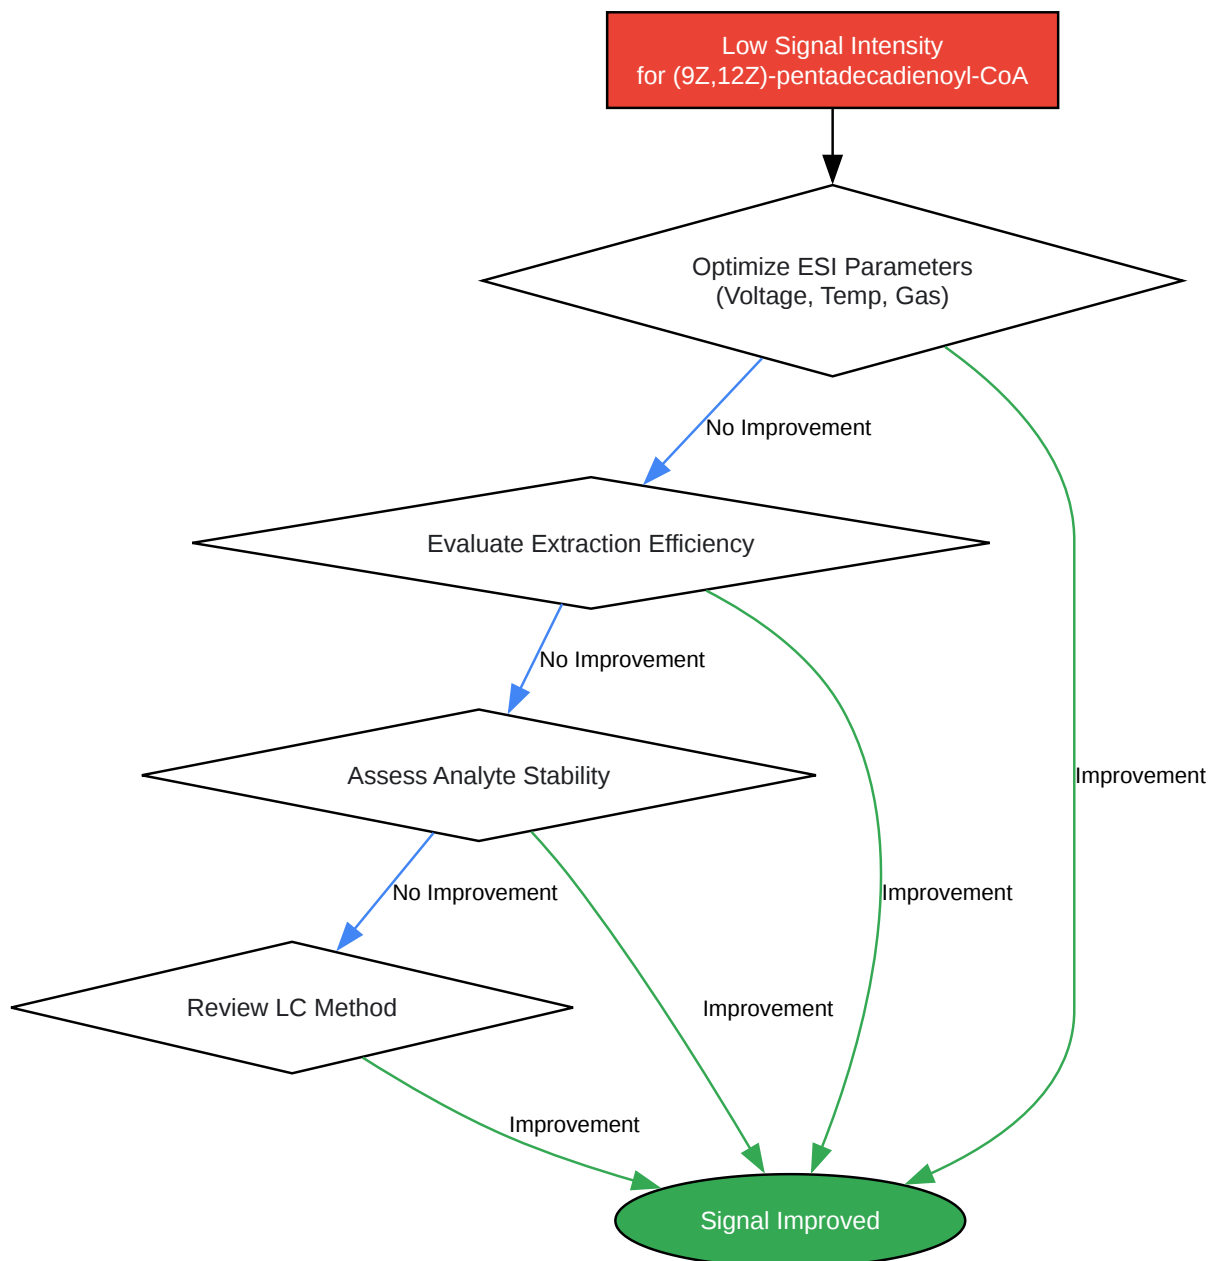 Low Signal Intensity
for (9Z,12Z)-pentadecadienoyl-CoA
Optimize ESI Parameters
(Voltage, Temp, Gas)
No Improvement
Evaluate Extraction Efficiency
No Improvement
Assess Analyte Stability
Improvement
No Improvement
Improvement
Review LC Method
Improvement
Improvement
Signal Improved